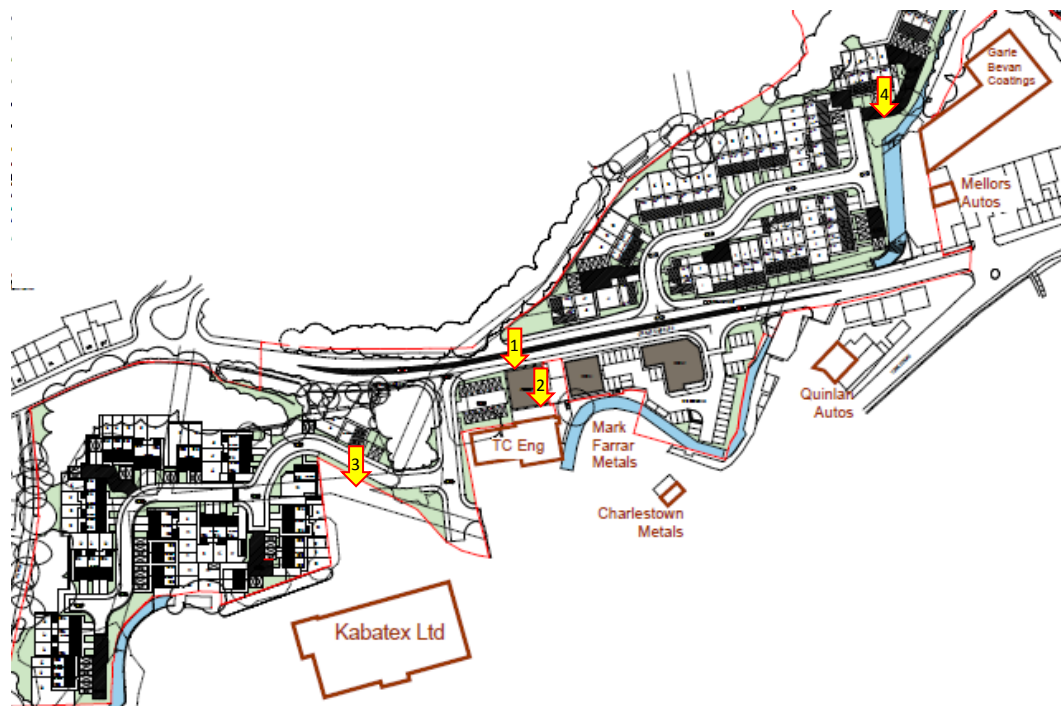 Garie
Bevan
Coatings
4
Mellors
Autos
1
2
Quinlan
Autos
TC Eng
Mark
Farrar
Metals
3
Charlestown
Metals
Kabatex Ltd